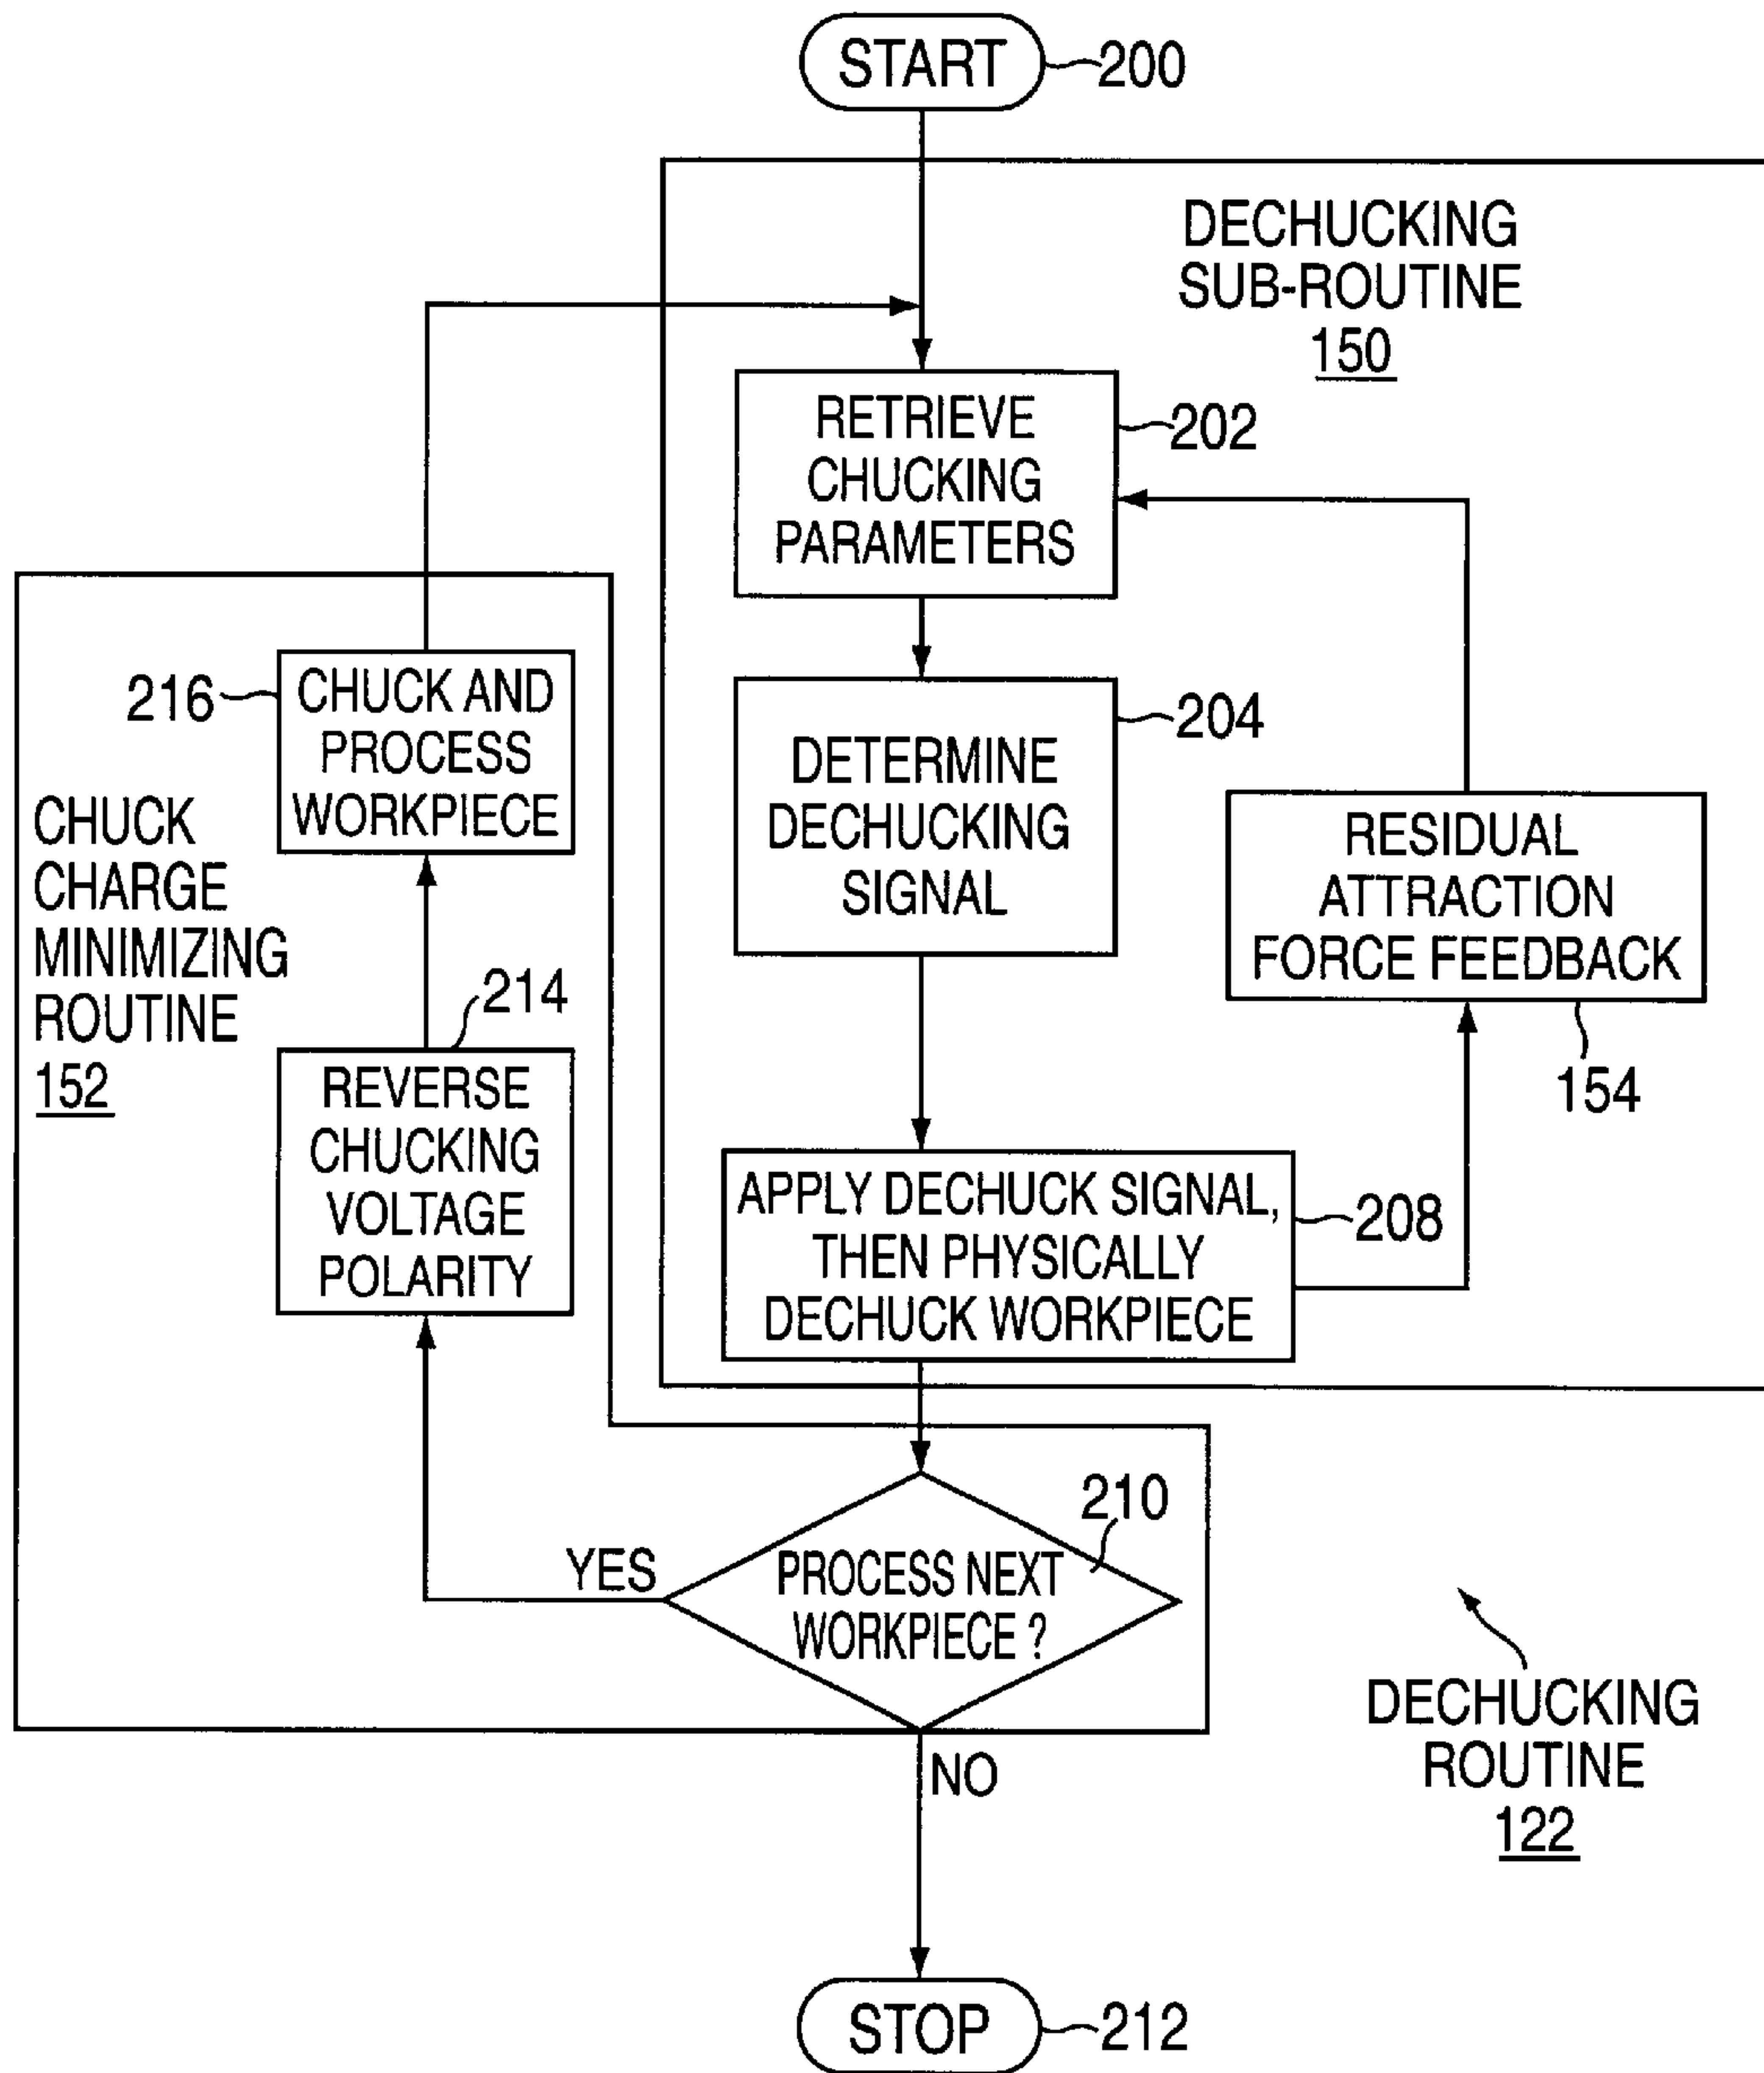 START
200
DECHUCKING
SUB-ROUTINE
150
RETRIEVE
CHUCKING
PARAMETERS
202
216
CHUCK AND
PROCESS
WORKPIECE
204
DETERMINE
DECHUCKING
SIGNAL
RESIDUAL
ATTRACTION
FORCE FEEDBACK
154
CHUCK
CHARGE
MINIMIZING
ROUTINE
152
214
REVERSE
CHUCKING
VOLTAGE
POLARITY
APPLY DECHUCK SIGNAL,
THEN PHYSICALLY
DECHUCK WORKPIECE
208
210
YES
PROCESS NEXT
WORKPIECE ?
NO
DECHUCKING
ROUTINE
122
STOP
212